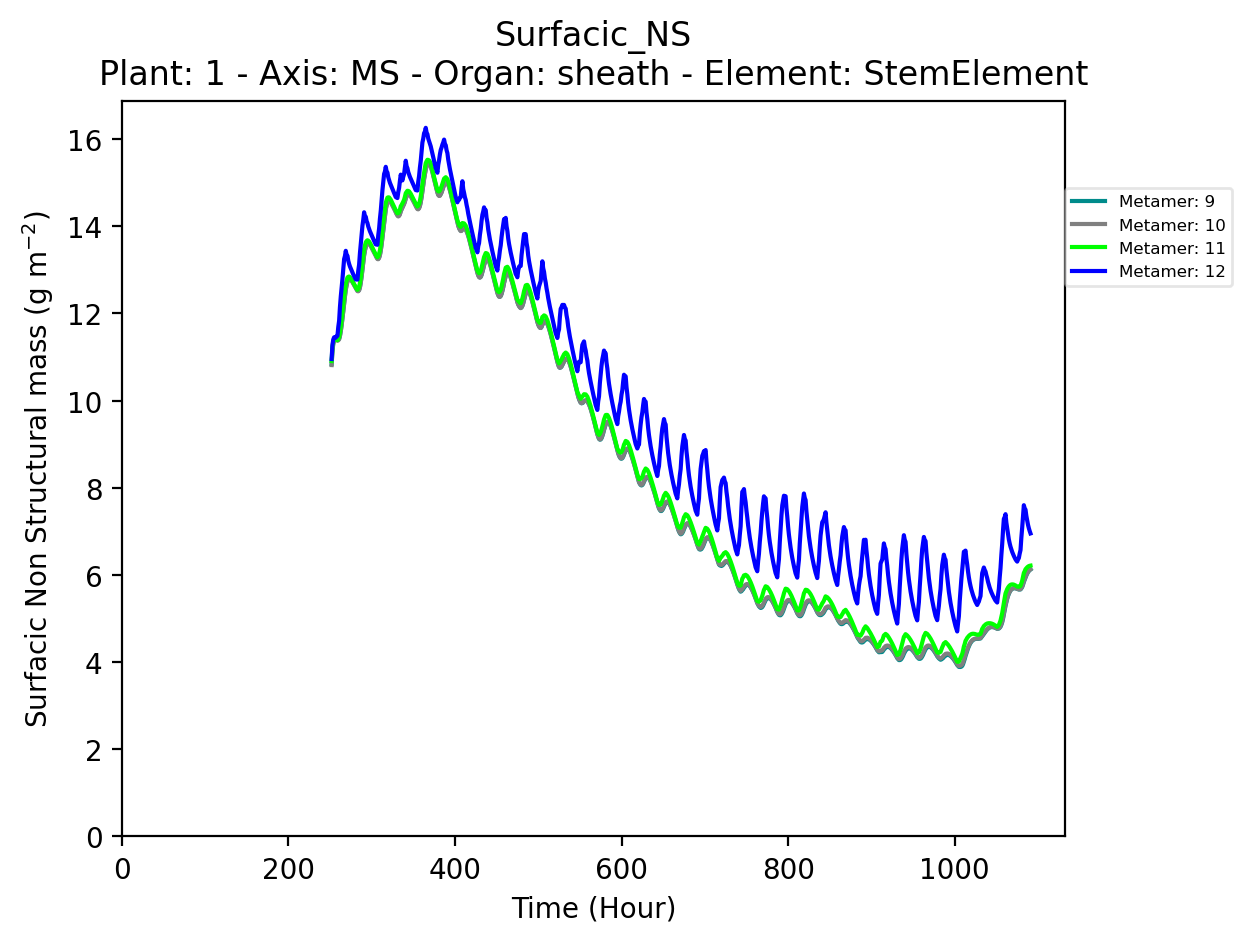 Surfacic_NS
Plant: 1 - Axis: MS - Organ: sheath - Element: StemElement
Surfacic Non Structural mass (g m⁻²)
16
14
12
10
8
6
4
2
0
0 200 400 600 800 1000
Time (Hour)
Metamer: 9
Metamer: 10
Metamer: 11
Metamer: 12